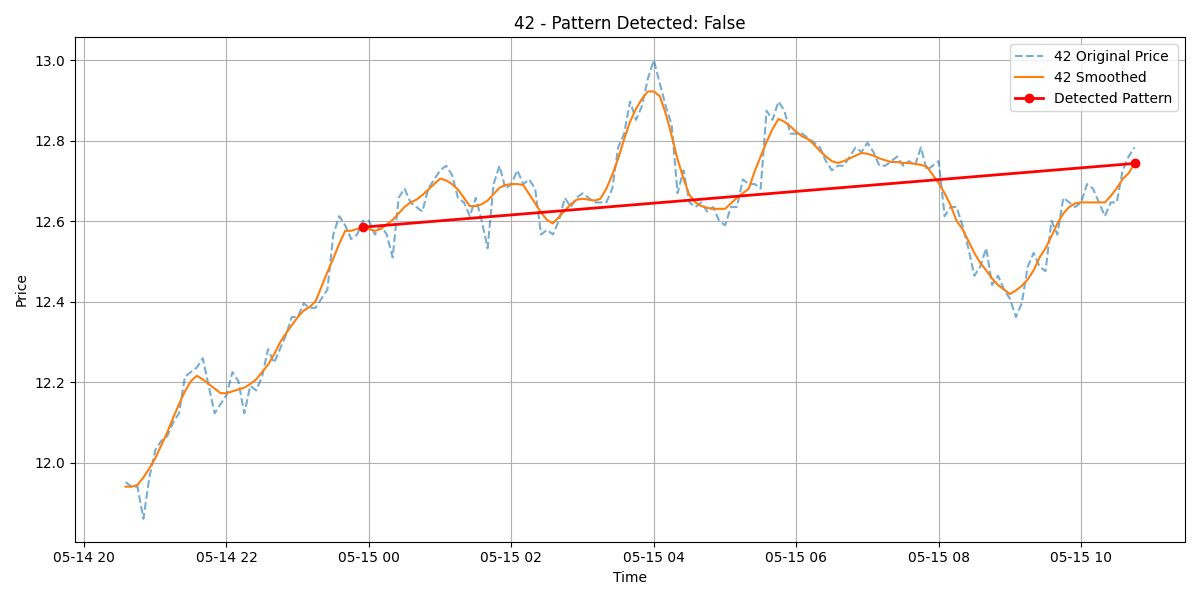 42 - Pattern Detected: False
13.0
12.8
12.6
12.4
12.2
12.0
Price
05-14 20
05-14 22
05-15 00
05-15 02
05-15 04
05-15 06
05-15 08
05-15 10
Time
42 Original Price
42 Smoothed
Detected Pattern